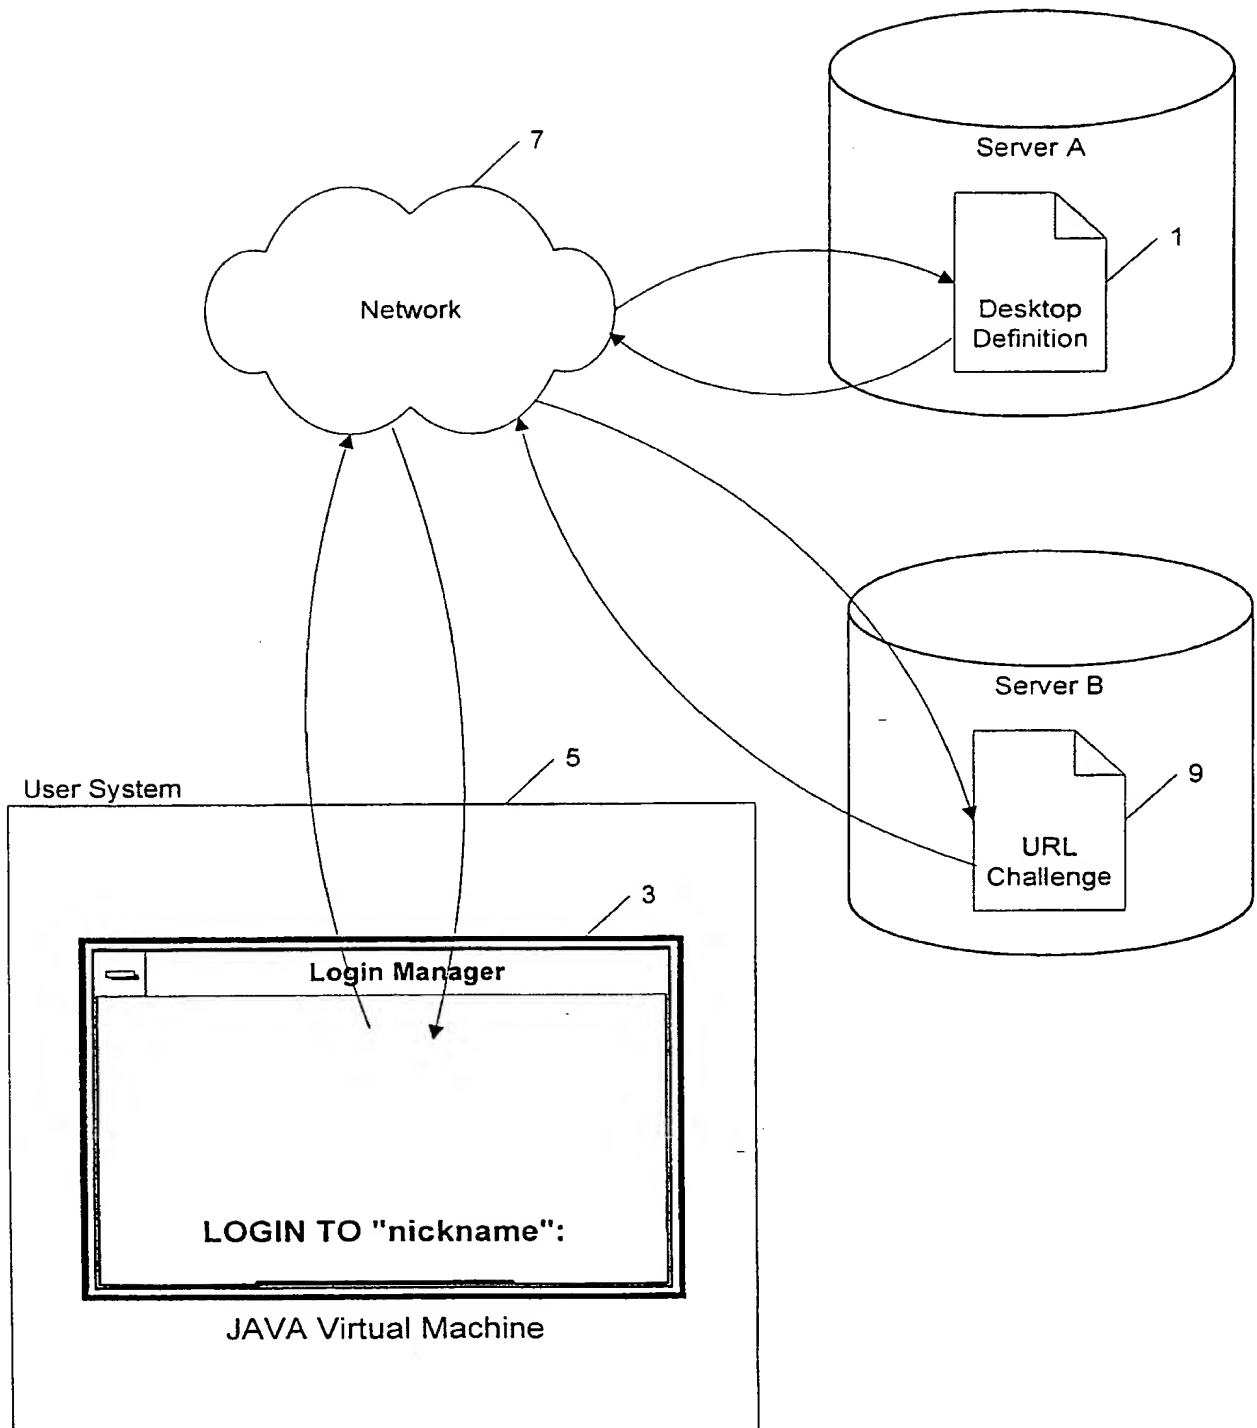 Server A
7
1
Network
Desktop
Definition
Server B
5
User System
9
URL
Challenge
3
Login Manager
LOGIN TO "nickname":
JAVA Virtual Machine